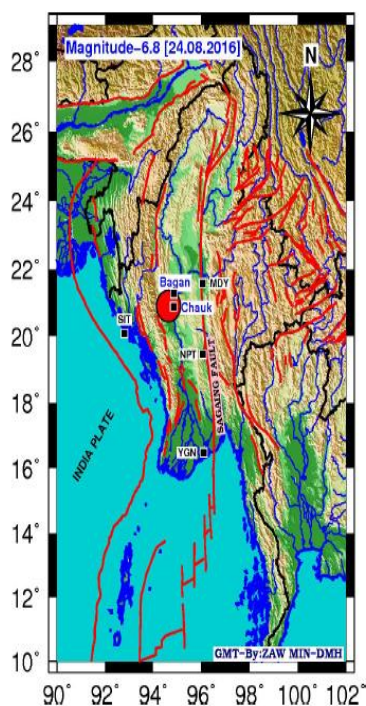 Magnitude-6.8 [24.08.2016]
N
28°
26°
24°
22°
20°
18°
16°
14°
12°
10°
Bagan
MDY
Chauk
SIT
NPT
SAGAING FAULT
INDIA PLATE
YGN
GMT-By:ZAW MIN-DMH
90° 92° 94° 96° 98° 100° 102°